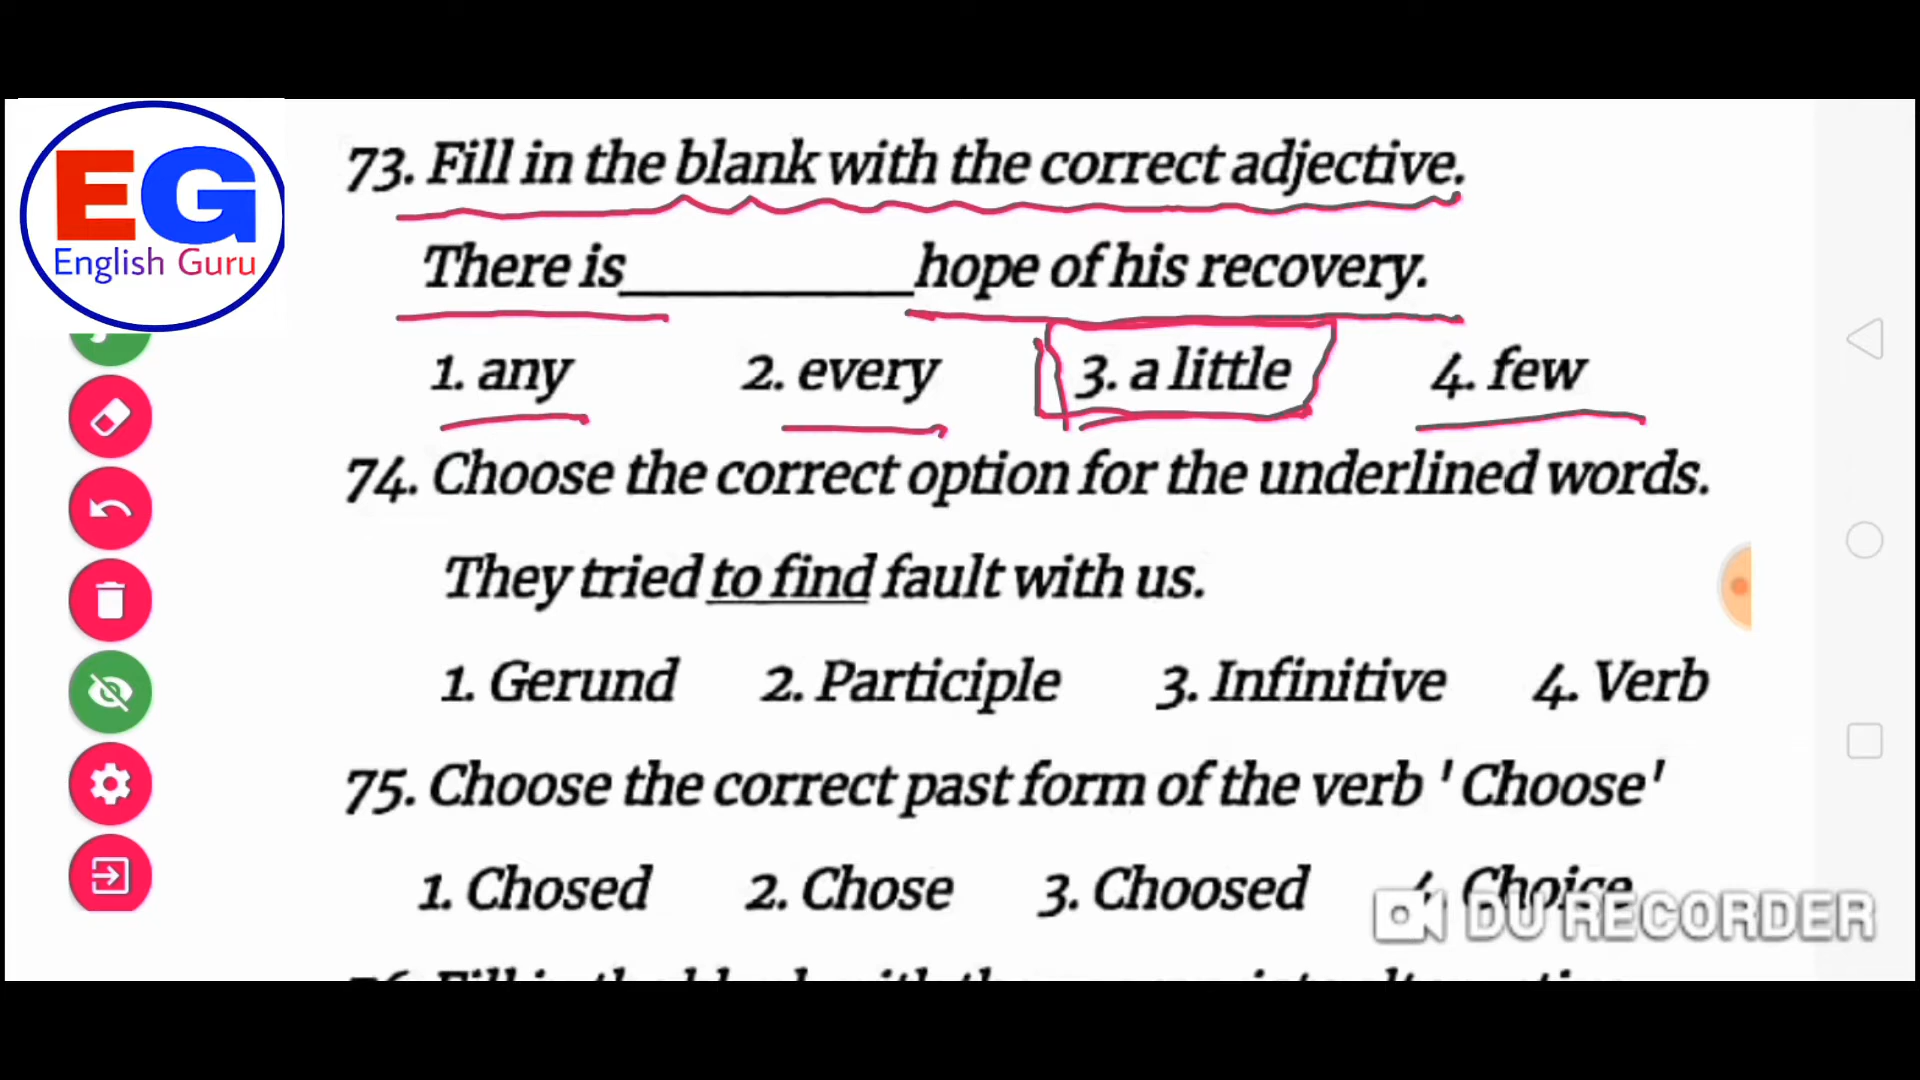 EG
English Guru
73. Fill in the blank with the correct adjective.
There is__________hope of his recovery.
1. any 2. every 3. a little 4. few
74. Choose the correct option for the underlined words.
They tried to find fault with us.
1. Gerund 2. Participle 3. Infinitive 4. Verb
75. Choose the correct past form of the verb ' Choose'
1. Chosed 2. Chose 3. Choosed 4. Choice
DU RECORDER